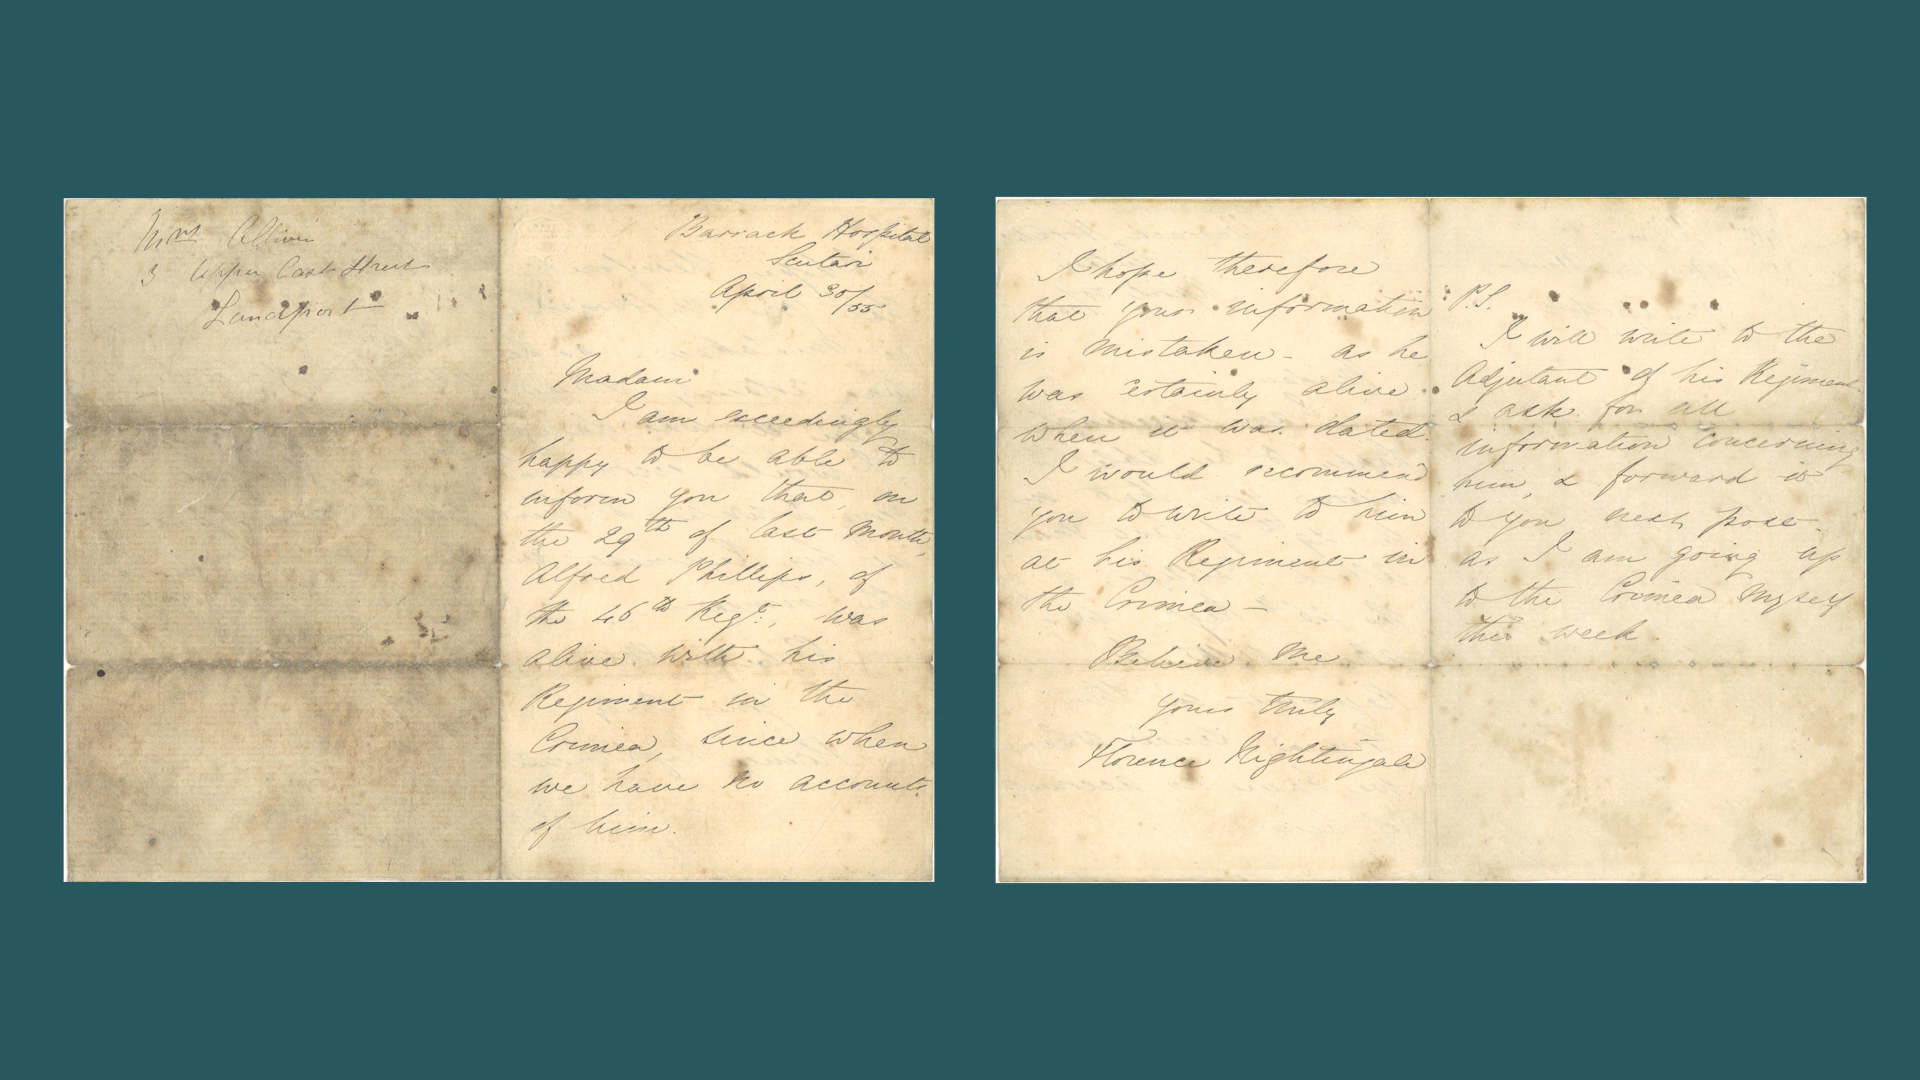 Mrs Ollivier
3 Upper East Street
Landport
Barrack Hospital
Scutari
April 30/55
Madam
I am exceedingly
happy to be able to
inform you that, on
the 29th of last month,
Alfred Phillips, of
the 46th Regt., was
alive with his
Regiment in the
Crimea, since when
we have no accounts
of him.
I hope therefore
that your information
is mistaken - as he
was certainly alive
when it was dated.
I would recommend
you to write to him
at his Regiment in
the Crimea -
Believe me
yours truly
Florence Nightingale
P.S.
I will write to the
Adjutant of his Regiment
& ask for all
information concerning
him, & forward it
to you next post -
as I am going up
to the Crimea myself
this week.